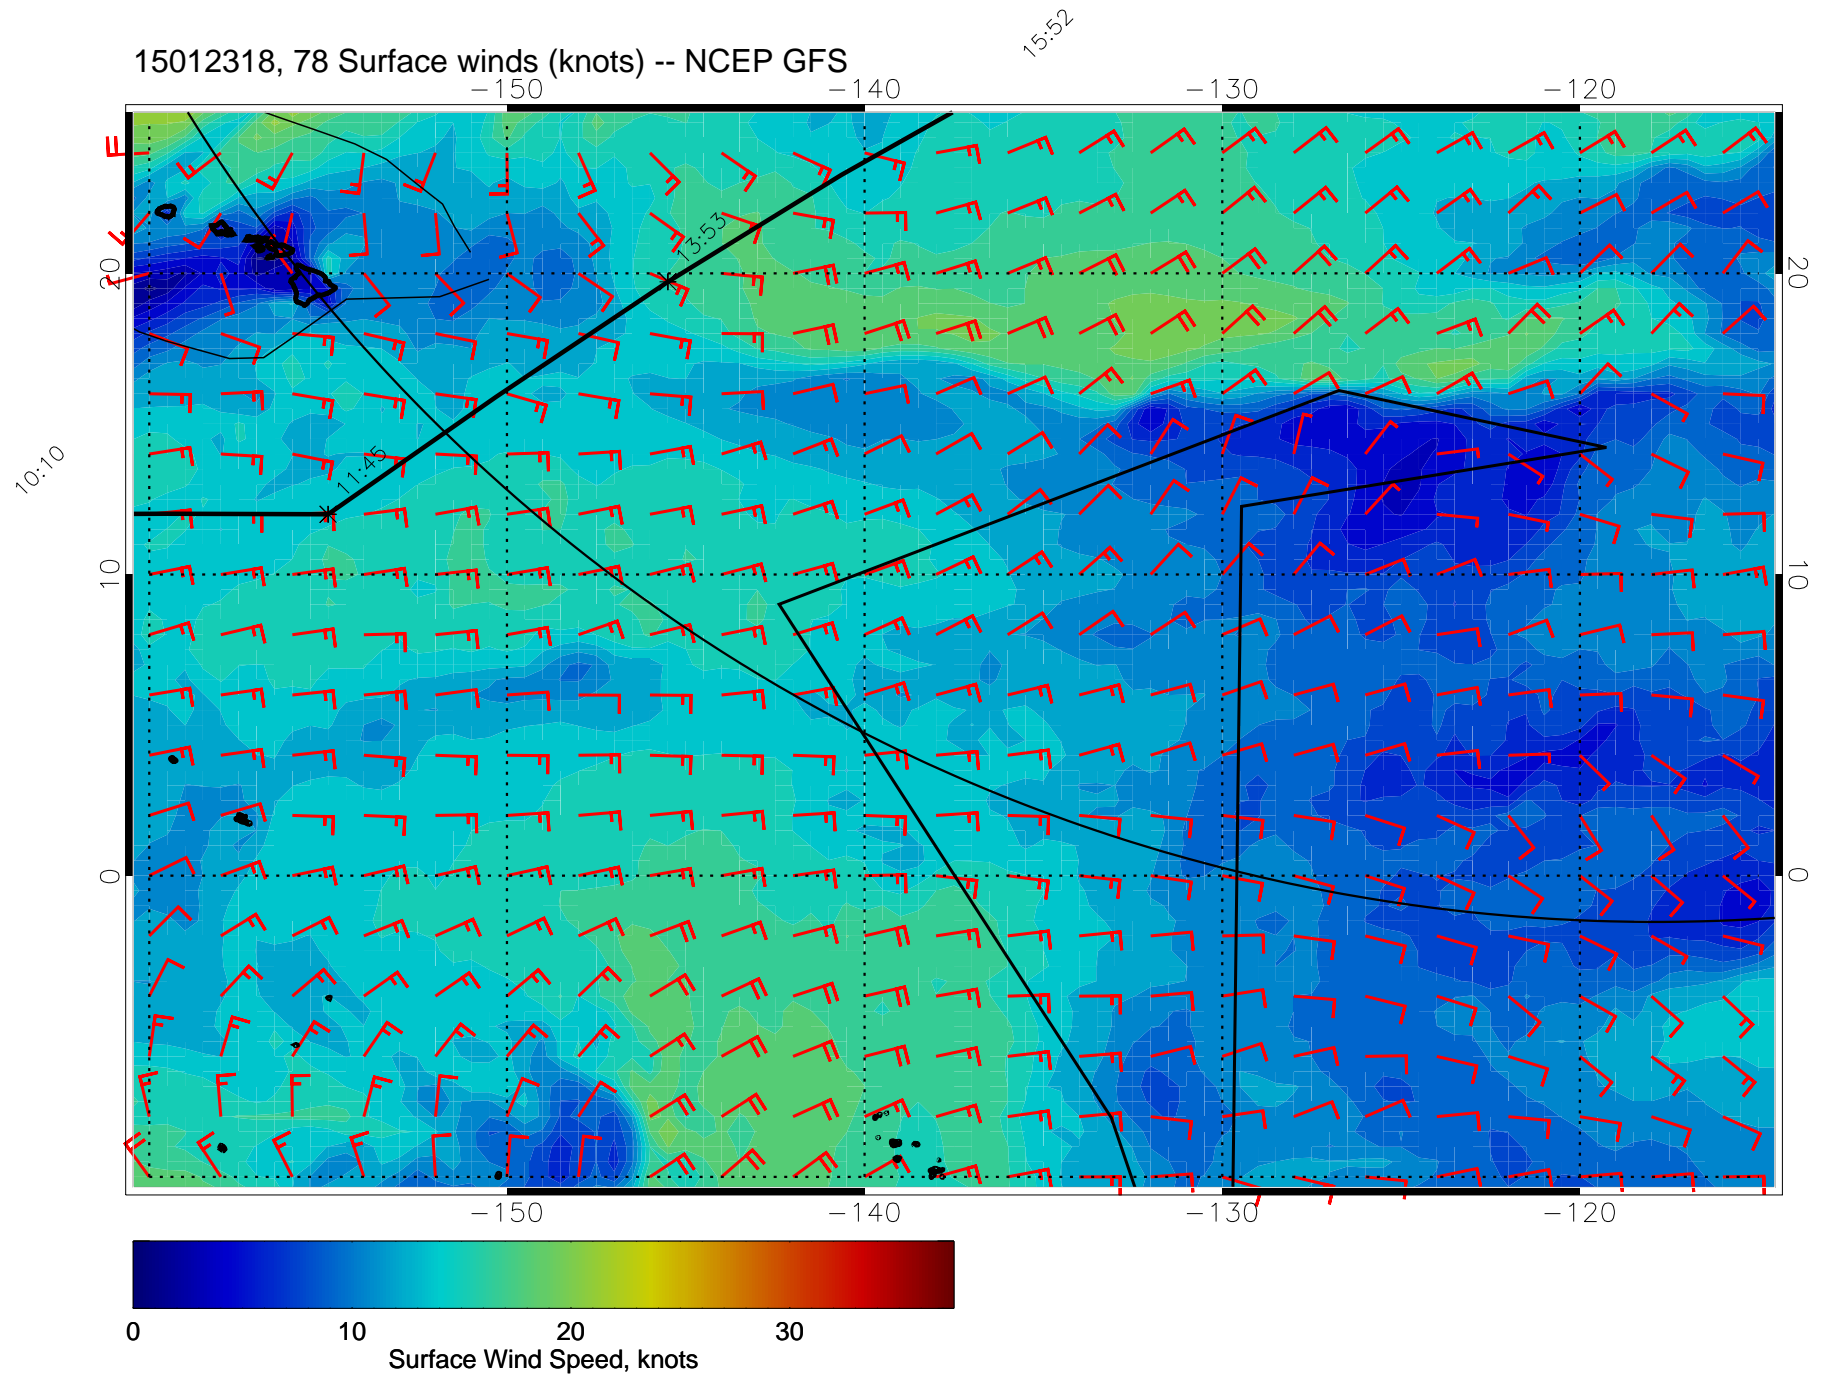 15:52
15012318, 78 Surface winds (knots) -- NCEP GFS
-150 -140 -130 -120
13:53
20 20
10:10
11:45
10 10
0 0
-150 -140 -130 -120
0 10 20 30
Surface Wind Speed, knots